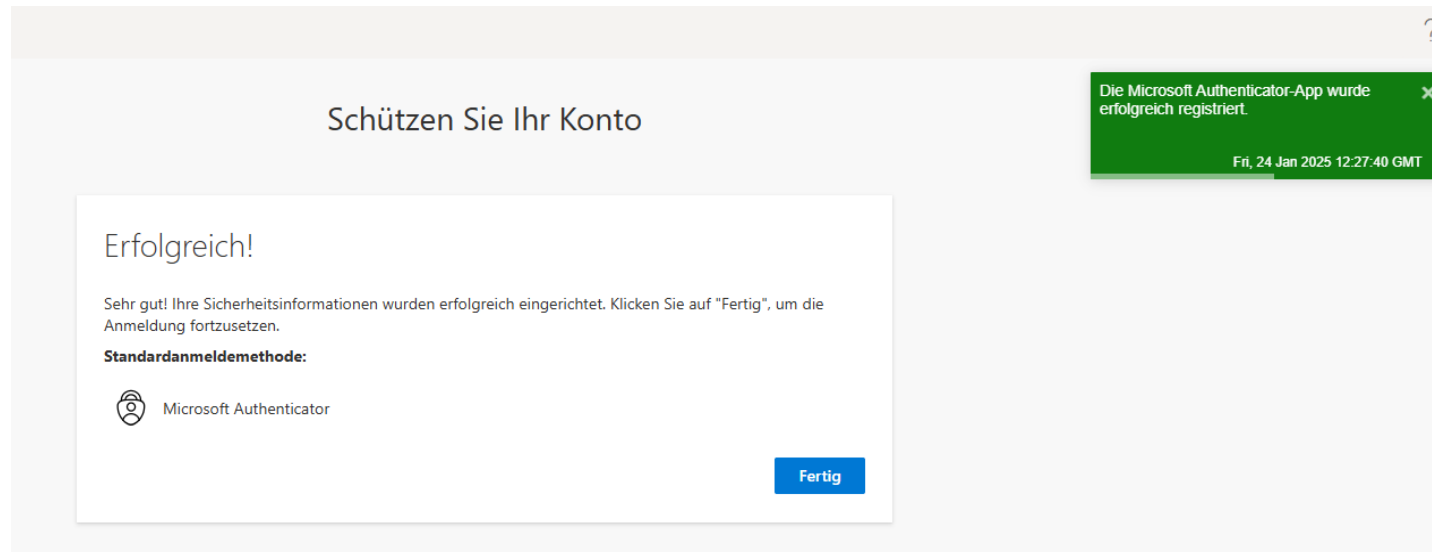 Schützen Sie Ihr Konto
Die Microsoft Authenticator-App wurde
erfolgreich registriert.
Fri, 24 Jan 2025 12:27:40 GMT
Erfolgreich!
Sehr gut! Ihre Sicherheitsinformationen wurden erfolgreich eingerichtet. Klicken Sie auf "Fertig", um die
Anmeldung fortzusetzen.
Standardanmeldemethode:
Microsoft Authenticator
Fertig